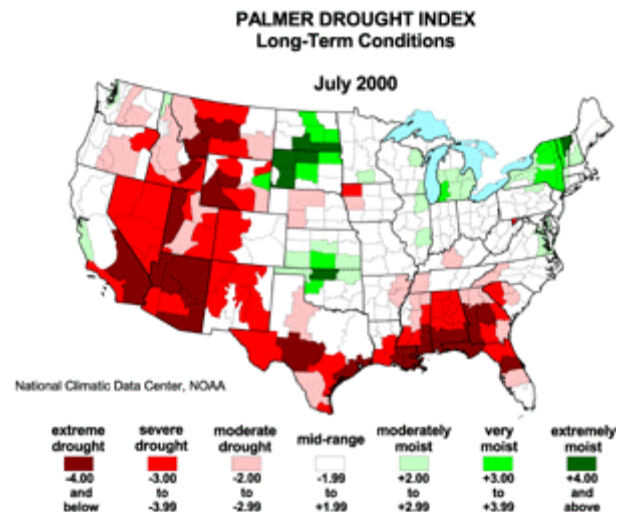 PALMER DROUGHT INDEX
Long-Term Conditions
July 2000
National Climatic Data Center, NOAA
extreme drought
-4.00 and below
severe drought
-3.00 to -3.99
moderate drought
-2.00 to -2.99
mid-range
-1.99 to +1.99
moderately moist
+2.00 to +2.99
very moist
+3.00 to +3.99
extremely moist
+4.00 and above